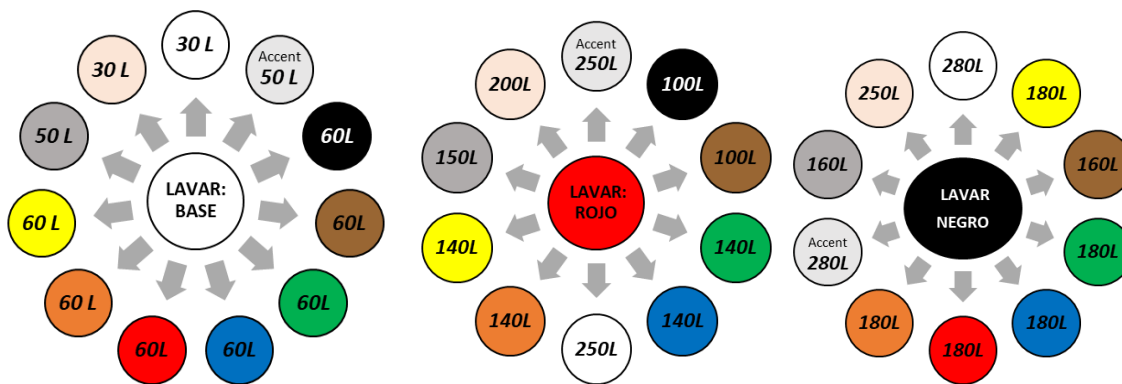 LAVAR:
BASE
30 L
Accent
50 L
60L
60L
60L
60L
60L
60 L
60 L
50 L
30 L
LAVAR:
ROJO
Accent
250L
100L
100L
140L
140L
250L
140L
140L
150L
200L
LAVAR
NEGRO
280L
180L
160L
180L
180L
180L
180L
Accent
280L
160L
250L